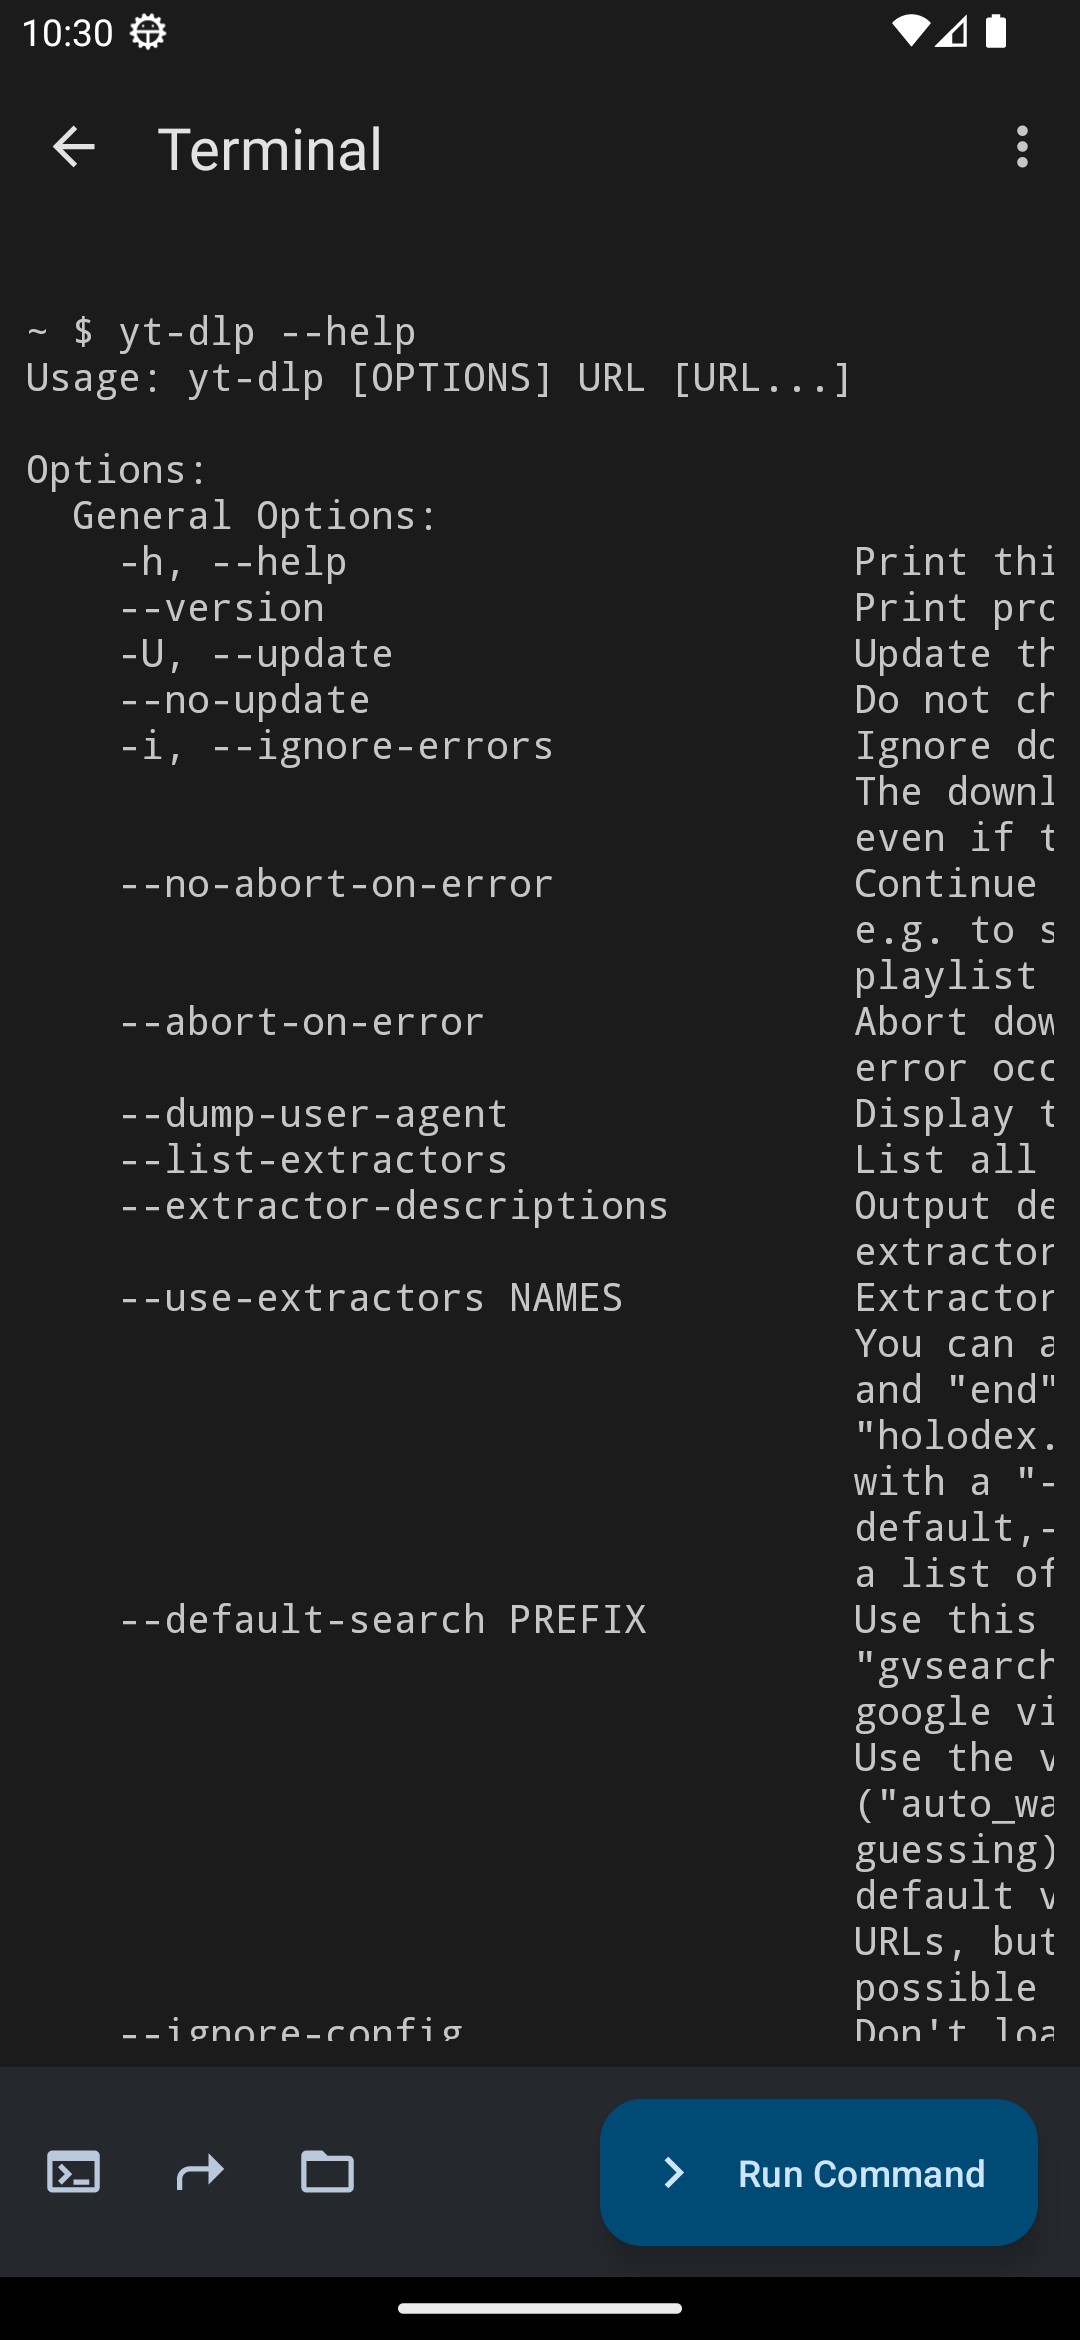 10:30
Terminal
~ $ yt-dlp --help
Usage: yt-dlp [OPTIONS] URL [URL...]
Options:
General Options:
-h, --help Print thi
--version Print pro
-U, --update Update th
--no-update Do not ch
-i, --ignore-errors Ignore do
The downl
even if t
--no-abort-on-error Continue
e.g. to s
playlist
--abort-on-error Abort dow
error occ
--dump-user-agent Display t
--list-extractors List all
--extractor-descriptions Output de
extractor
--use-extractors NAMES Extractor
You can a
and "end"
"holodex.
with a "-
default,-
a list of
--default-search PREFIX Use this
"gvsearch
google vi
Use the v
("auto_wa
guessing)
default v
URLs, but
possible
--ignore-config Don't loa
Run Command